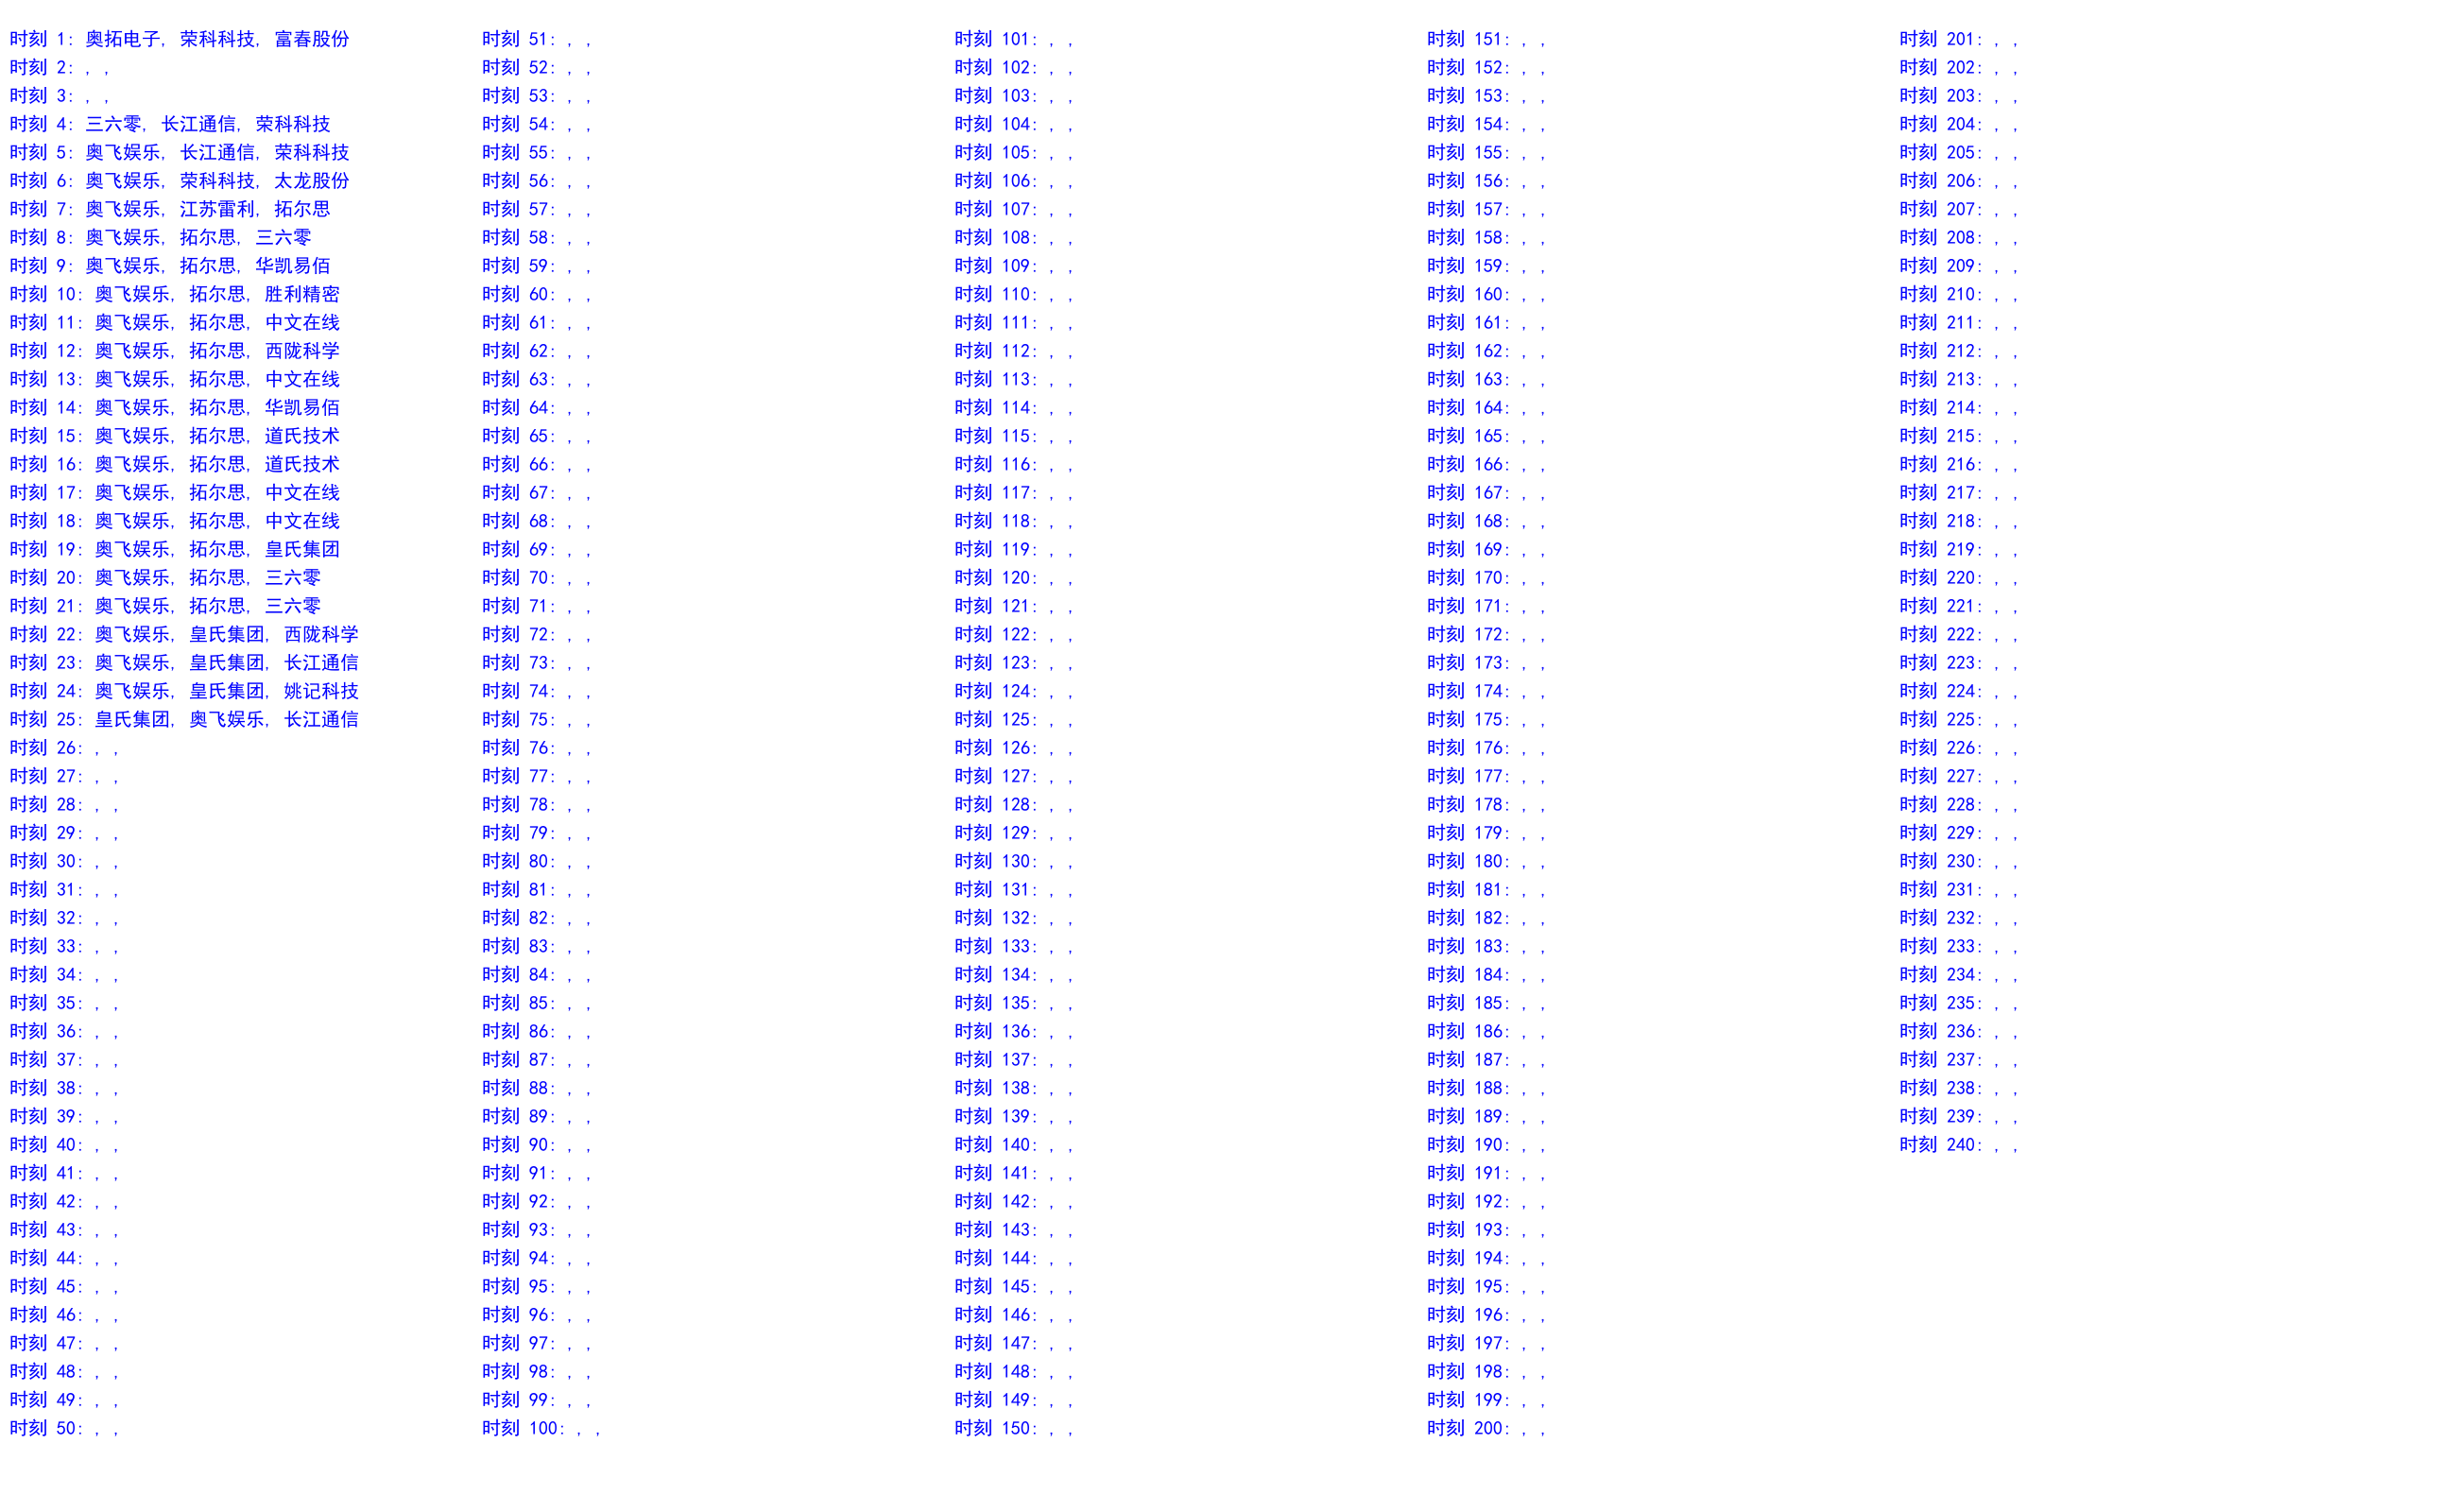 时刻 1: 奥拓电子, 荣科科技, 富春股份
时刻 2: , ,
时刻 3: , ,
时刻 4: 三六零, 长江通信, 荣科科技
时刻 5: 奥飞娱乐, 长江通信, 荣科科技
时刻 6: 奥飞娱乐, 荣科科技, 太龙股份
时刻 7: 奥飞娱乐, 江苏雷利, 拓尔思
时刻 8: 奥飞娱乐, 拓尔思, 三六零
时刻 9: 奥飞娱乐, 拓尔思, 华凯易佰
时刻 10: 奥飞娱乐, 拓尔思, 胜利精密
时刻 11: 奥飞娱乐, 拓尔思, 中文在线
时刻 12: 奥飞娱乐, 拓尔思, 西陇科学
时刻 13: 奥飞娱乐, 拓尔思, 中文在线
时刻 14: 奥飞娱乐, 拓尔思, 华凯易佰
时刻 15: 奥飞娱乐, 拓尔思, 道氏技术
时刻 16: 奥飞娱乐, 拓尔思, 道氏技术
时刻 17: 奥飞娱乐, 拓尔思, 中文在线
时刻 18: 奥飞娱乐, 拓尔思, 中文在线
时刻 19: 奥飞娱乐, 拓尔思, 皇氏集团
时刻 20: 奥飞娱乐, 拓尔思, 三六零
时刻 21: 奥飞娱乐, 拓尔思, 三六零
时刻 22: 奥飞娱乐, 皇氏集团, 西陇科学
时刻 23: 奥飞娱乐, 皇氏集团, 长江通信
时刻 24: 奥飞娱乐, 皇氏集团, 姚记科技
时刻 25: 皇氏集团, 奥飞娱乐, 长江通信
时刻 26: , ,
时刻 27: , ,
时刻 28: , ,
时刻 29: , ,
时刻 30: , ,
时刻 31: , ,
时刻 32: , ,
时刻 33: , ,
时刻 34: , ,
时刻 35: , ,
时刻 36: , ,
时刻 37: , ,
时刻 38: , ,
时刻 39: , ,
时刻 40: , ,
时刻 41: , ,
时刻 42: , ,
时刻 43: , ,
时刻 44: , ,
时刻 45: , ,
时刻 46: , ,
时刻 47: , ,
时刻 48: , ,
时刻 49: , ,
时刻 50: , ,
时刻 51: , ,
时刻 52: , ,
时刻 53: , ,
时刻 54: , ,
时刻 55: , ,
时刻 56: , ,
时刻 57: , ,
时刻 58: , ,
时刻 59: , ,
时刻 60: , ,
时刻 61: , ,
时刻 62: , ,
时刻 63: , ,
时刻 64: , ,
时刻 65: , ,
时刻 66: , ,
时刻 67: , ,
时刻 68: , ,
时刻 69: , ,
时刻 70: , ,
时刻 71: , ,
时刻 72: , ,
时刻 73: , ,
时刻 74: , ,
时刻 75: , ,
时刻 76: , ,
时刻 77: , ,
时刻 78: , ,
时刻 79: , ,
时刻 80: , ,
时刻 81: , ,
时刻 82: , ,
时刻 83: , ,
时刻 84: , ,
时刻 85: , ,
时刻 86: , ,
时刻 87: , ,
时刻 88: , ,
时刻 89: , ,
时刻 90: , ,
时刻 91: , ,
时刻 92: , ,
时刻 93: , ,
时刻 94: , ,
时刻 95: , ,
时刻 96: , ,
时刻 97: , ,
时刻 98: , ,
时刻 99: , ,
时刻 100: , ,
时刻 101: , ,
时刻 102: , ,
时刻 103: , ,
时刻 104: , ,
时刻 105: , ,
时刻 106: , ,
时刻 107: , ,
时刻 108: , ,
时刻 109: , ,
时刻 110: , ,
时刻 111: , ,
时刻 112: , ,
时刻 113: , ,
时刻 114: , ,
时刻 115: , ,
时刻 116: , ,
时刻 117: , ,
时刻 118: , ,
时刻 119: , ,
时刻 120: , ,
时刻 121: , ,
时刻 122: , ,
时刻 123: , ,
时刻 124: , ,
时刻 125: , ,
时刻 126: , ,
时刻 127: , ,
时刻 128: , ,
时刻 129: , ,
时刻 130: , ,
时刻 131: , ,
时刻 132: , ,
时刻 133: , ,
时刻 134: , ,
时刻 135: , ,
时刻 136: , ,
时刻 137: , ,
时刻 138: , ,
时刻 139: , ,
时刻 140: , ,
时刻 141: , ,
时刻 142: , ,
时刻 143: , ,
时刻 144: , ,
时刻 145: , ,
时刻 146: , ,
时刻 147: , ,
时刻 148: , ,
时刻 149: , ,
时刻 150: , ,
时刻 151: , ,
时刻 152: , ,
时刻 153: , ,
时刻 154: , ,
时刻 155: , ,
时刻 156: , ,
时刻 157: , ,
时刻 158: , ,
时刻 159: , ,
时刻 160: , ,
时刻 161: , ,
时刻 162: , ,
时刻 163: , ,
时刻 164: , ,
时刻 165: , ,
时刻 166: , ,
时刻 167: , ,
时刻 168: , ,
时刻 169: , ,
时刻 170: , ,
时刻 171: , ,
时刻 172: , ,
时刻 173: , ,
时刻 174: , ,
时刻 175: , ,
时刻 176: , ,
时刻 177: , ,
时刻 178: , ,
时刻 179: , ,
时刻 180: , ,
时刻 181: , ,
时刻 182: , ,
时刻 183: , ,
时刻 184: , ,
时刻 185: , ,
时刻 186: , ,
时刻 187: , ,
时刻 188: , ,
时刻 189: , ,
时刻 190: , ,
时刻 191: , ,
时刻 192: , ,
时刻 193: , ,
时刻 194: , ,
时刻 195: , ,
时刻 196: , ,
时刻 197: , ,
时刻 198: , ,
时刻 199: , ,
时刻 200: , ,
时刻 201: , ,
时刻 202: , ,
时刻 203: , ,
时刻 204: , ,
时刻 205: , ,
时刻 206: , ,
时刻 207: , ,
时刻 208: , ,
时刻 209: , ,
时刻 210: , ,
时刻 211: , ,
时刻 212: , ,
时刻 213: , ,
时刻 214: , ,
时刻 215: , ,
时刻 216: , ,
时刻 217: , ,
时刻 218: , ,
时刻 219: , ,
时刻 220: , ,
时刻 221: , ,
时刻 222: , ,
时刻 223: , ,
时刻 224: , ,
时刻 225: , ,
时刻 226: , ,
时刻 227: , ,
时刻 228: , ,
时刻 229: , ,
时刻 230: , ,
时刻 231: , ,
时刻 232: , ,
时刻 233: , ,
时刻 234: , ,
时刻 235: , ,
时刻 236: , ,
时刻 237: , ,
时刻 238: , ,
时刻 239: , ,
时刻 240: , ,